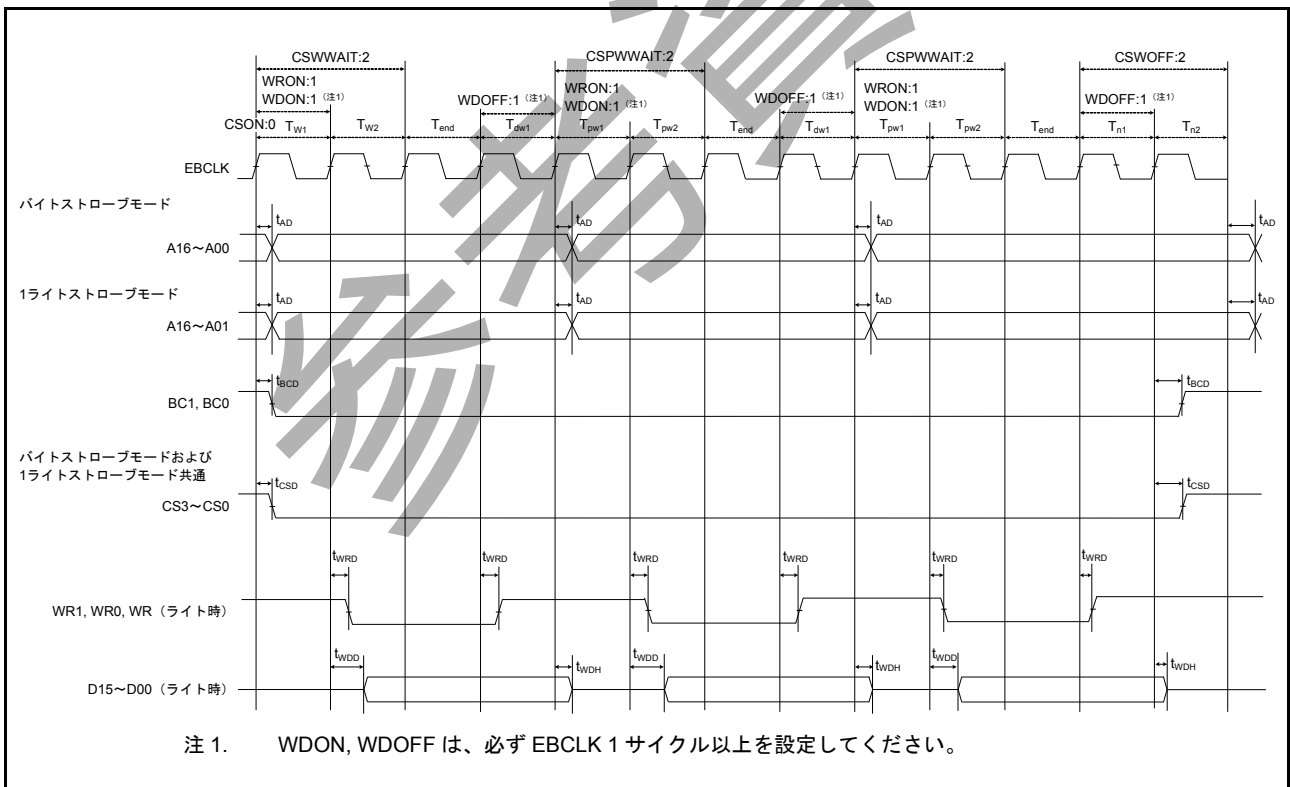 CSWWAIT:2 CSPWWAIT:2 CSPWWAIT:2 CSWOFF:2
WRON:1 WRON:1 WRON:1
WDON:1（注1） WDOFF:1（注1） WDON:1（注1） WDOFF:1（注1） WDON:1（注1） WDOFF:1（注1）
CSON:0 TW1 TW2 Tend Tdw1 Tpw1 Tpw2 Tend Tdw1 Tpw1 Tpw2 Tend Tn1 Tn2
EBCLK
バイトストローブモード
tAD tAD tAD tAD
A16～A00
1ライトストローブモード
tAD tAD tAD tAD
A16～A01
tBCD tBCD
BC1, BC0
バイトストローブモードおよび
1ライトストローブモード共通
tCSD tCSD
CS3～CS0
tWRD tWRD tWRD tWRD tWRD tWRD
WR1, WR0, WR（ライト時）
tWDD tWDH tWDD tWDH tWDD tWDH
D15～D00（ライト時）
注 1. WDON, WDOFF は、必ず EBCLK 1 サイクル以上を設定してください。
参考資